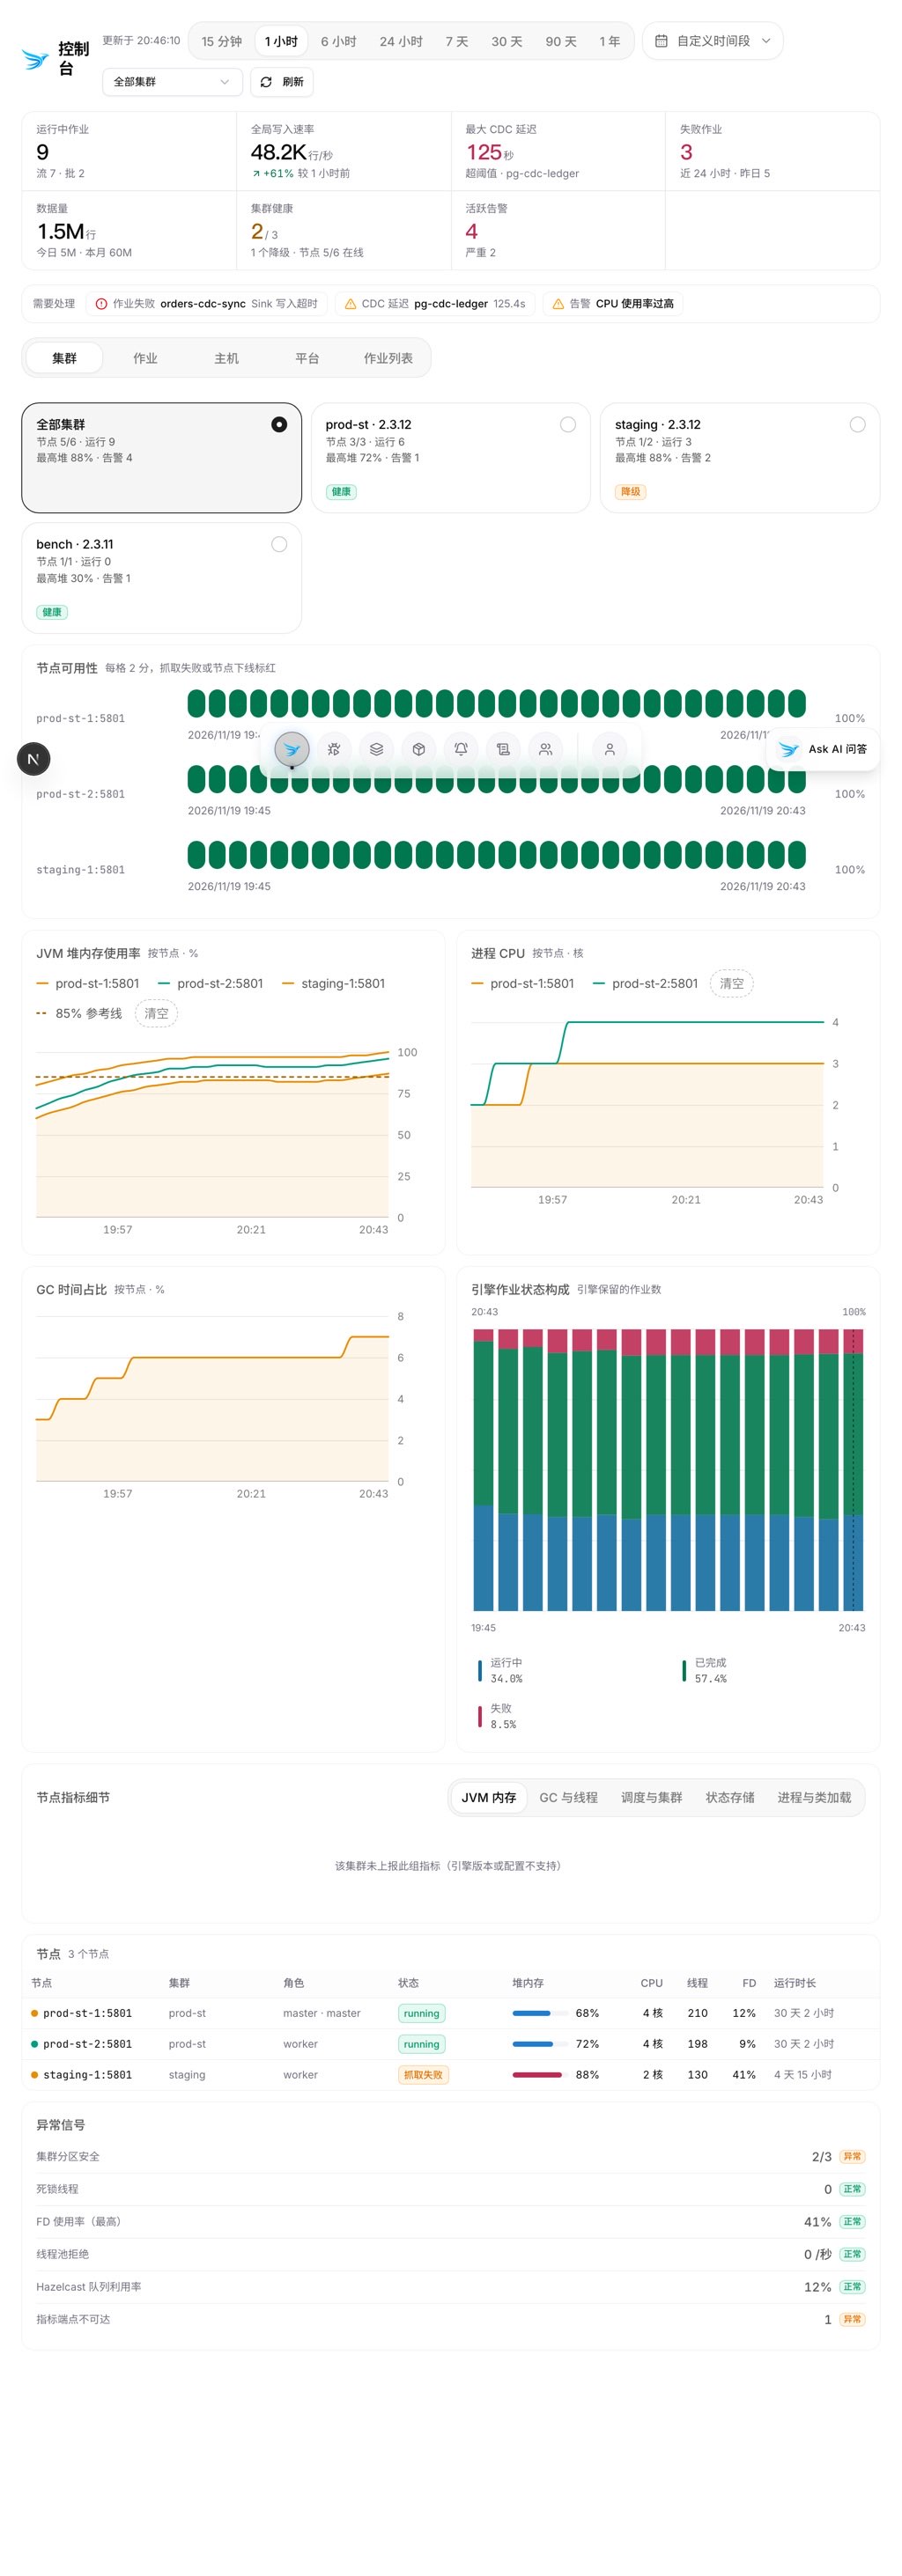 控制
台
更新于 20:46:10
15 分钟 1 小时 6 小时 24 小时 7 天 30 天 90 天 1 年
自定义时间段
全部集群
刷新
运行中作业
9
流 7 · 批 2
全局写入速率
48.2K行/秒
+61% 较 1 小时前
最大 CDC 延迟
125秒
超阈值 · pg-cdc-ledger
失败作业
3
近 24 小时 · 昨日 5
数据量
1.5M行
今日 5M · 本月 60M
集群健康
2/ 3
1 个降级 · 节点 5/6 在线
活跃告警
4
严重 2
需要处理
作业失败 orders-cdc-sync Sink 写入超时
CDC 延迟 pg-cdc-ledger 125.4s
告警 CPU 使用率过高
集群 作业 主机 平台 作业列表
全部集群
节点 5/6 · 运行 9
最高堆 88% · 告警 4
prod-st · 2.3.12
节点 3/3 · 运行 6
最高堆 72% · 告警 1
健康
staging · 2.3.12
节点 1/2 · 运行 3
最高堆 88% · 告警 2
降级
bench · 2.3.11
节点 1/1 · 运行 0
最高堆 30% · 告警 1
健康
节点可用性 每格 2 分，抓取失败或节点下线标红
prod-st-1:5801
100%
2026/11/19 19:4
2026/11/1
N
Ask AI 问答
prod-st-2:5801
100%
2026/11/19 19:45
2026/11/19 20:43
staging-1:5801
100%
2026/11/19 19:45
2026/11/19 20:43
JVM 堆内存使用率 按节点 · %
prod-st-1:5801 prod-st-2:5801 staging-1:5801
85% 参考线 清空
100
75
50
25
0
19:57 20:21 20:43
进程 CPU 按节点 · 核
prod-st-1:5801 prod-st-2:5801 清空
4
3
2
1
0
19:57 20:21 20:43
GC 时间占比 按节点 · %
8
6
4
2
0
19:57 20:21 20:43
引擎作业状态构成 引擎保留的作业数
20:43 100%
19:45 20:43
运行中
34.0%
已完成
57.4%
失败
8.5%
节点指标细节
JVM 内存 GC 与线程 调度与集群 状态存储 进程与类加载
该集群未上报此组指标（引擎版本或配置不支持）
节点 3 个节点
节点 集群 角色 状态 堆内存 CPU 线程 FD 运行时长
prod-st-1:5801 prod-st master · master running 68% 4 核 210 12% 30 天 2 小时
prod-st-2:5801 prod-st worker running 72% 4 核 198 9% 30 天 2 小时
staging-1:5801 staging worker 抓取失败 88% 2 核 130 41% 4 天 15 小时
异常信号
集群分区安全 2/3 异常
死锁线程 0 正常
FD 使用率（最高） 41% 正常
线程池拒绝 0 /秒 正常
Hazelcast 队列利用率 12% 正常
指标端点不可达 1 异常